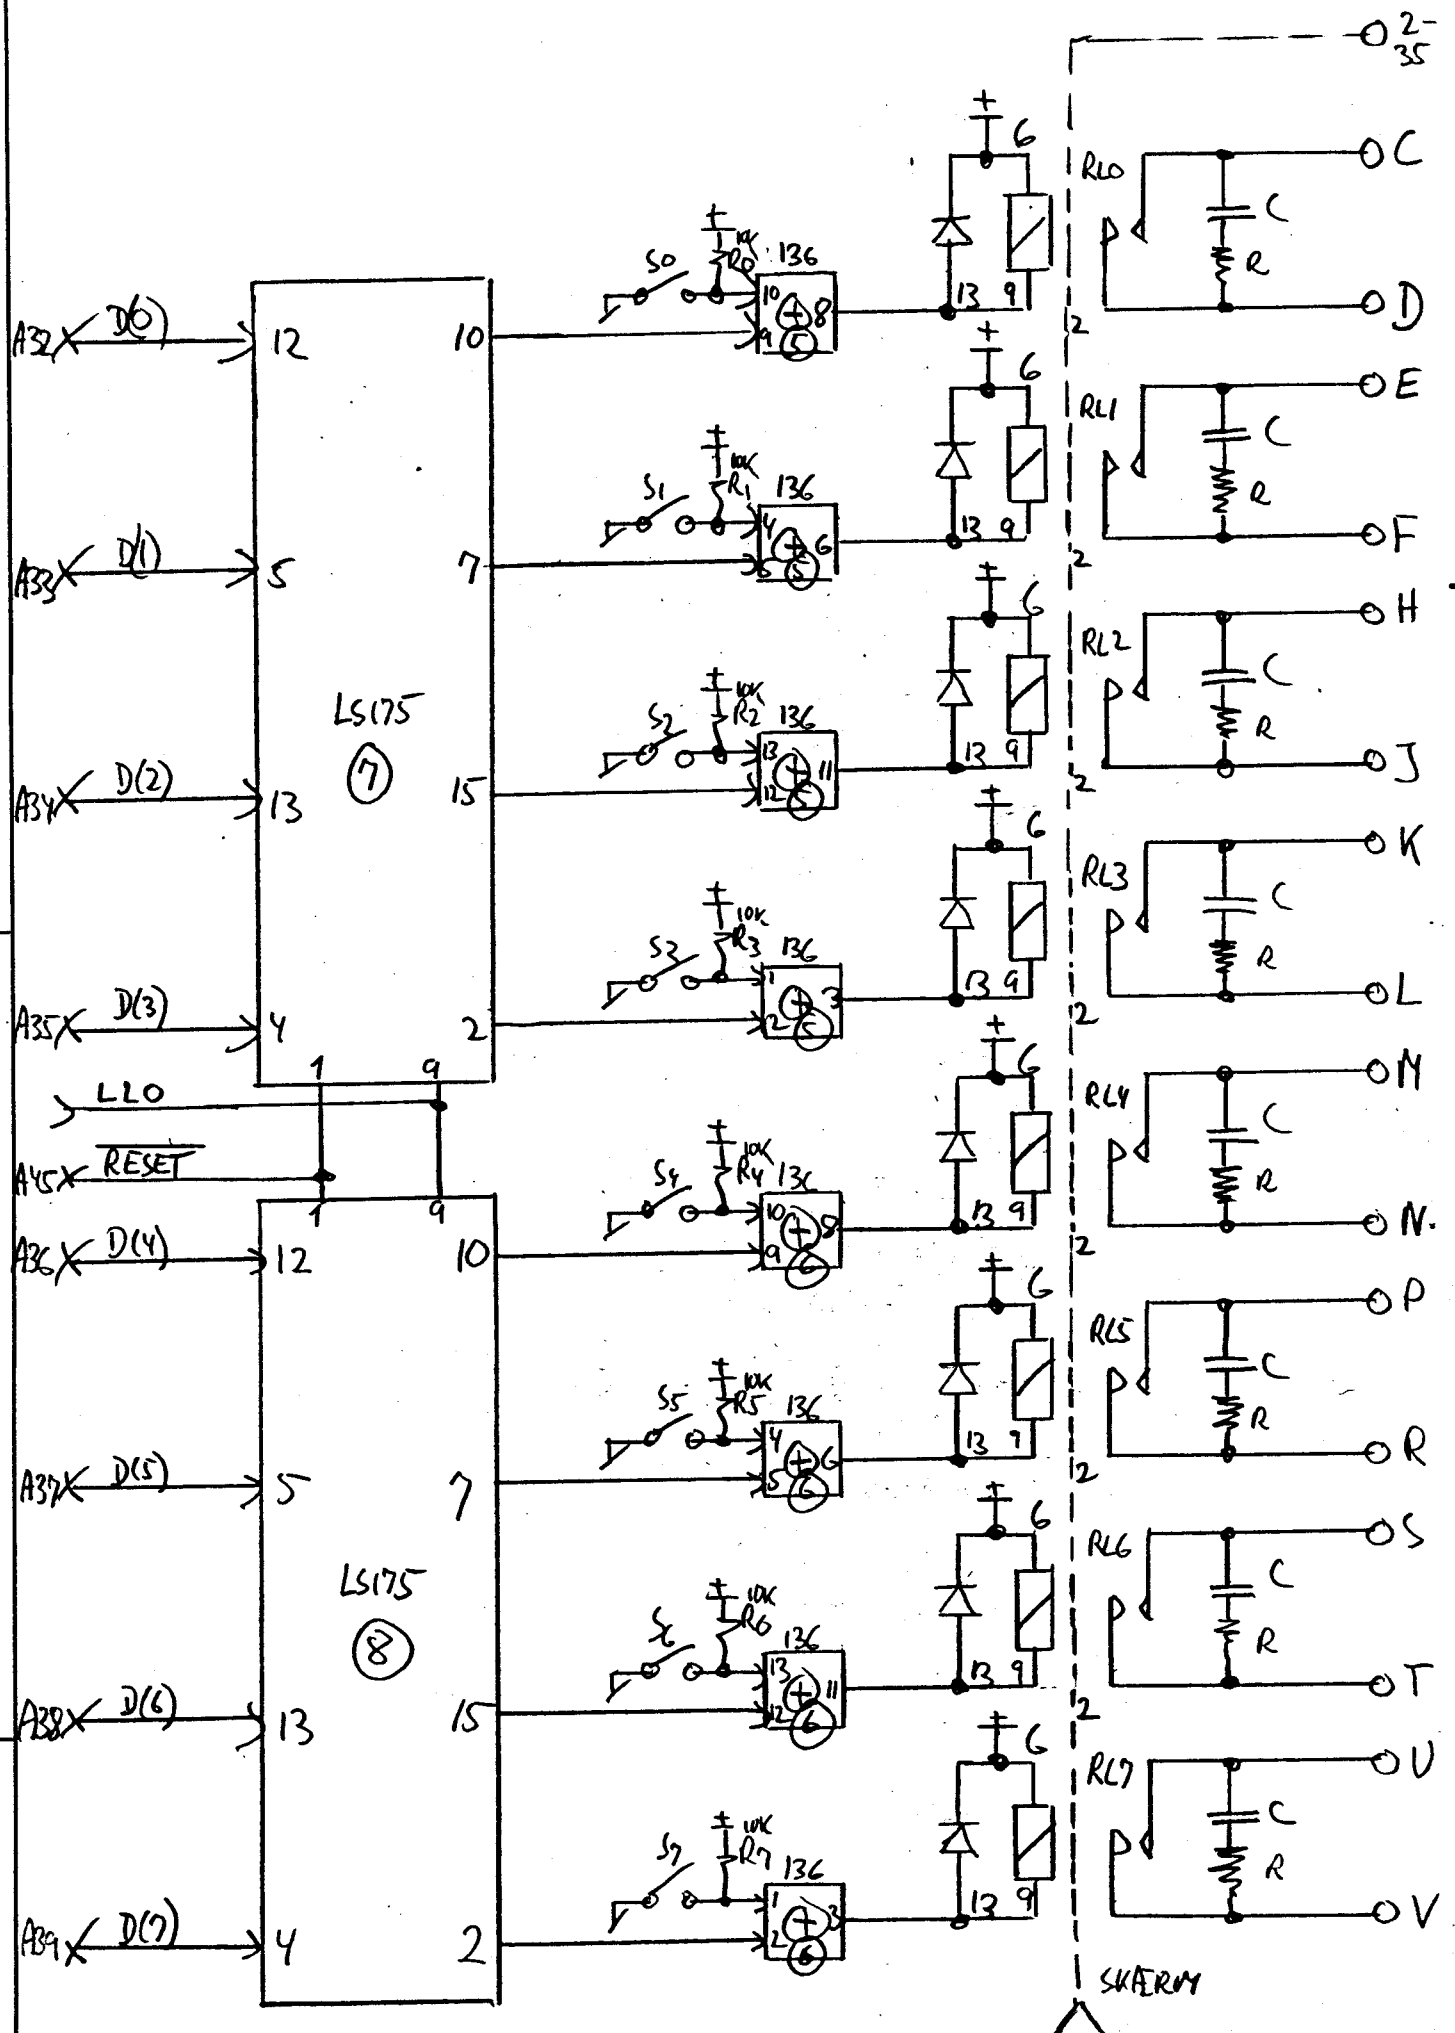 2-
35
6
RL0
C
C
R
D
S0
10K
R0
136
10
9
8
5
13
9
2
A32
D(0)
12
10
6
RL1
E
C
R
F
S1
10K
R1
136
4
5
6
5
13
9
2
A33
D(1)
5
7
6
RL2
H
C
R
J
S2
10K
R2
136
13
12
11
5
13
9
2
A34
D(2)
13
LS175
7
15
6
RL3
K
C
R
L
S3
10K
R3
136
1
2
3
5
13
9
2
A35
D(3)
4
2
1
9
L20
A45
RESET
1
9
6
RL4
M
C
R
N.
S4
10K
R4
136
10
9
8
6
13
9
2
A36
D(4)
12
10
6
RL5
P
C
R
R
S5
10K
R5
136
4
5
6
6
13
9
2
A37
D(5)
5
7
6
RL6
S
C
R
T
S6
10K
R6
136
13
12
11
6
13
9
2
A38
D(6)
13
LS175
8
15
6
RL7
U
C
R
V
S7
10K
R7
136
1
2
3
6
13
9
A39
D(7)
4
2
SKÆRM